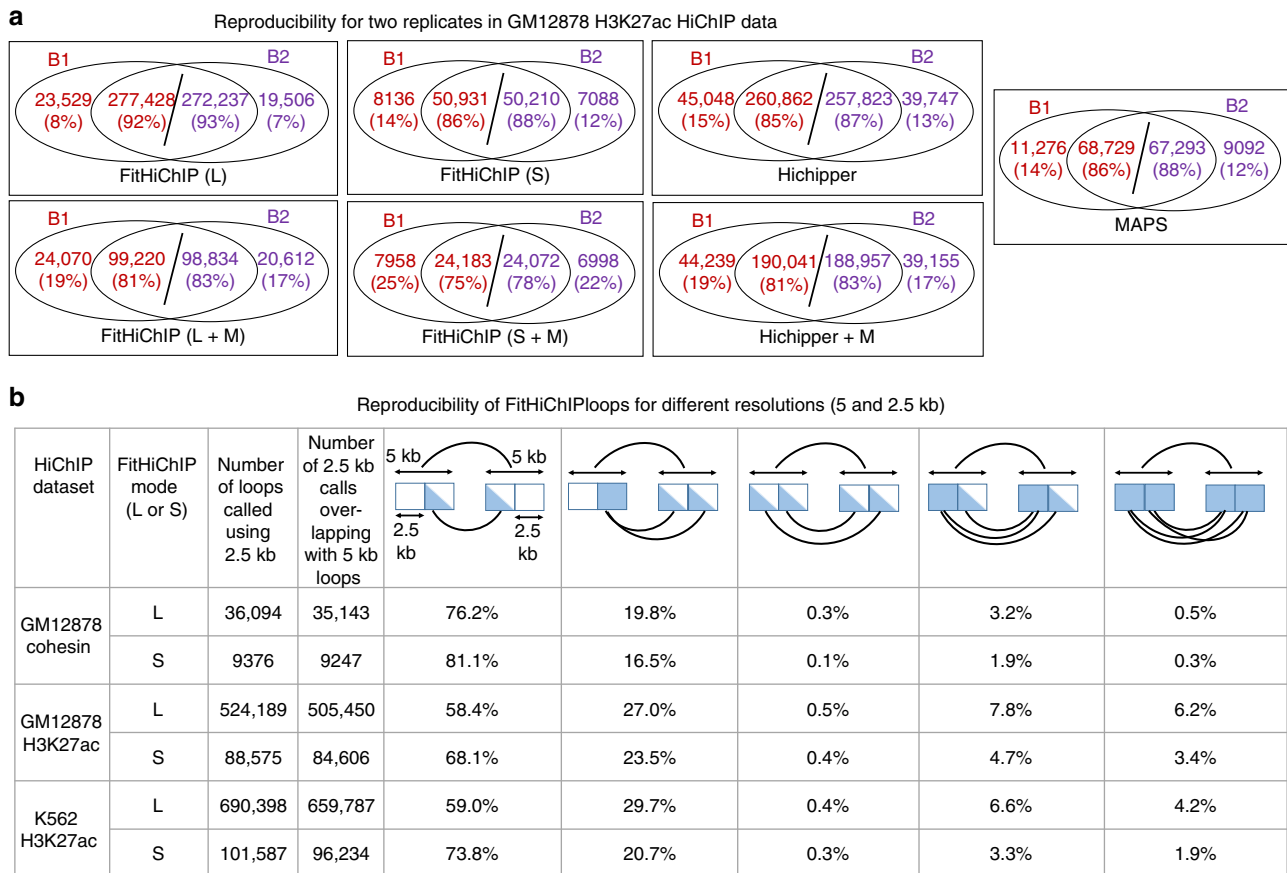 a
Reproducibility for two replicates in GM12878 H3K27ac HiChIP data
B1
B2
23,529 277,428 272,237 19,506
(8%) (92%) (93%) (7%)
FitHiChIP (L)
B1
B2
8136 50,931 50,210 7088
(14%) (86%) (88%) (12%)
FitHiChIP (S)
B1
B2
45,048 260,862 257,823 39,747
(15%) (85%) (87%) (13%)
Hichipper
B1
B2
11,276 68,729 67,293 9092
(14%) (86%) (88%) (12%)
MAPS
B1
B2
24,070 99,220 98,834 20,612
(19%) (81%) (83%) (17%)
FitHiChIP (L + M)
B1
B2
7958 24,183 24,072 6998
(25%) (75%) (78%) (22%)
FitHiChIP (S + M)
B1
B2
44,239 190,041 188,957 39,155
(19%) (81%) (83%) (17%)
Hichipper + M
b
Reproducibility of FitHiChIPloops for different resolutions (5 and 2.5 kb)
HiChIP
dataset
FitHiChIP
mode
(L or S)
Number
of loops
called
using
2.5 kb
Number
of 2.5 kb
calls
over-
lapping
with 5 kb
loops
5 kb
5 kb
2.5
kb
2.5
kb
GM12878
cohesin
L 36,094 35,143 76.2% 19.8% 0.3% 3.2% 0.5%
S 9376 9247 81.1% 16.5% 0.1% 1.9% 0.3%
GM12878
H3K27ac
L 524,189 505,450 58.4% 27.0% 0.5% 7.8% 6.2%
S 88,575 84,606 68.1% 23.5% 0.4% 4.7% 3.4%
K562
H3K27ac
L 690,398 659,787 59.0% 29.7% 0.4% 6.6% 4.2%
S 101,587 96,234 73.8% 20.7% 0.3% 3.3% 1.9%